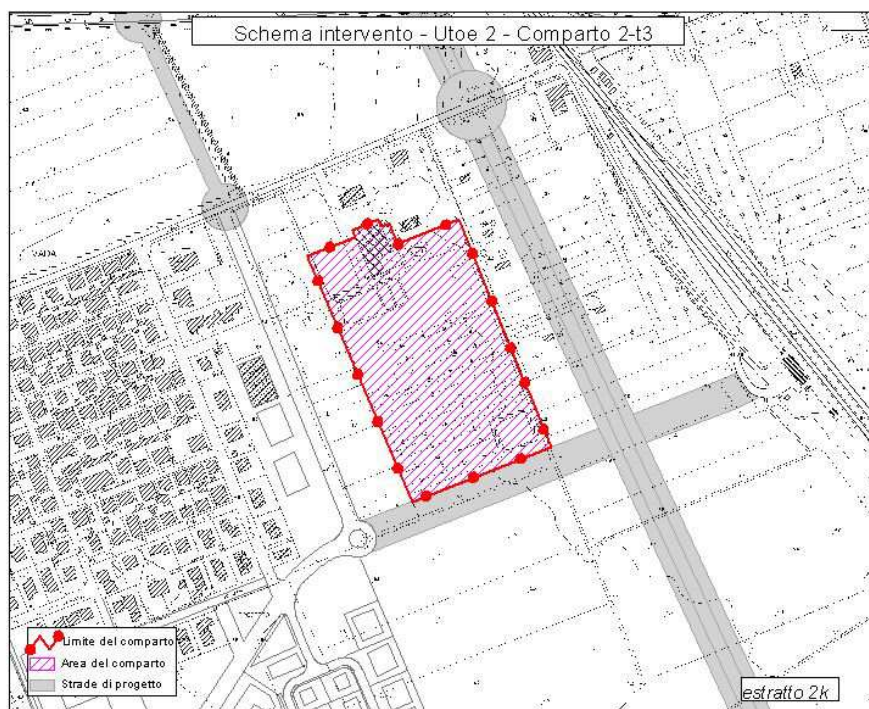 Schema intervento - Utoe 2 - Comparto 2-t3
VADA
Limite del comparto
Area del comparto
Strade di progetto
estratto 2k